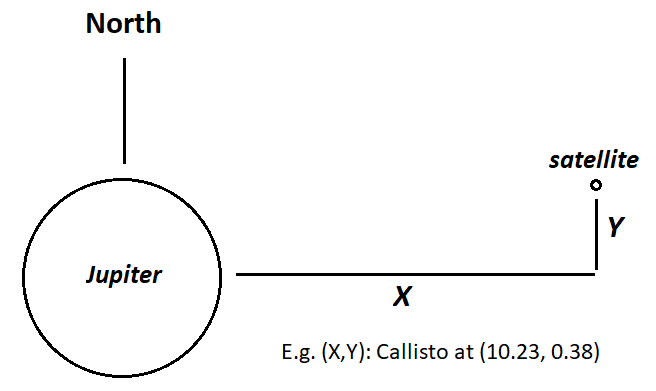 North
satellite
Y
Jupiter
X
E.g. (X,Y): Callisto at (10.23, 0.38)